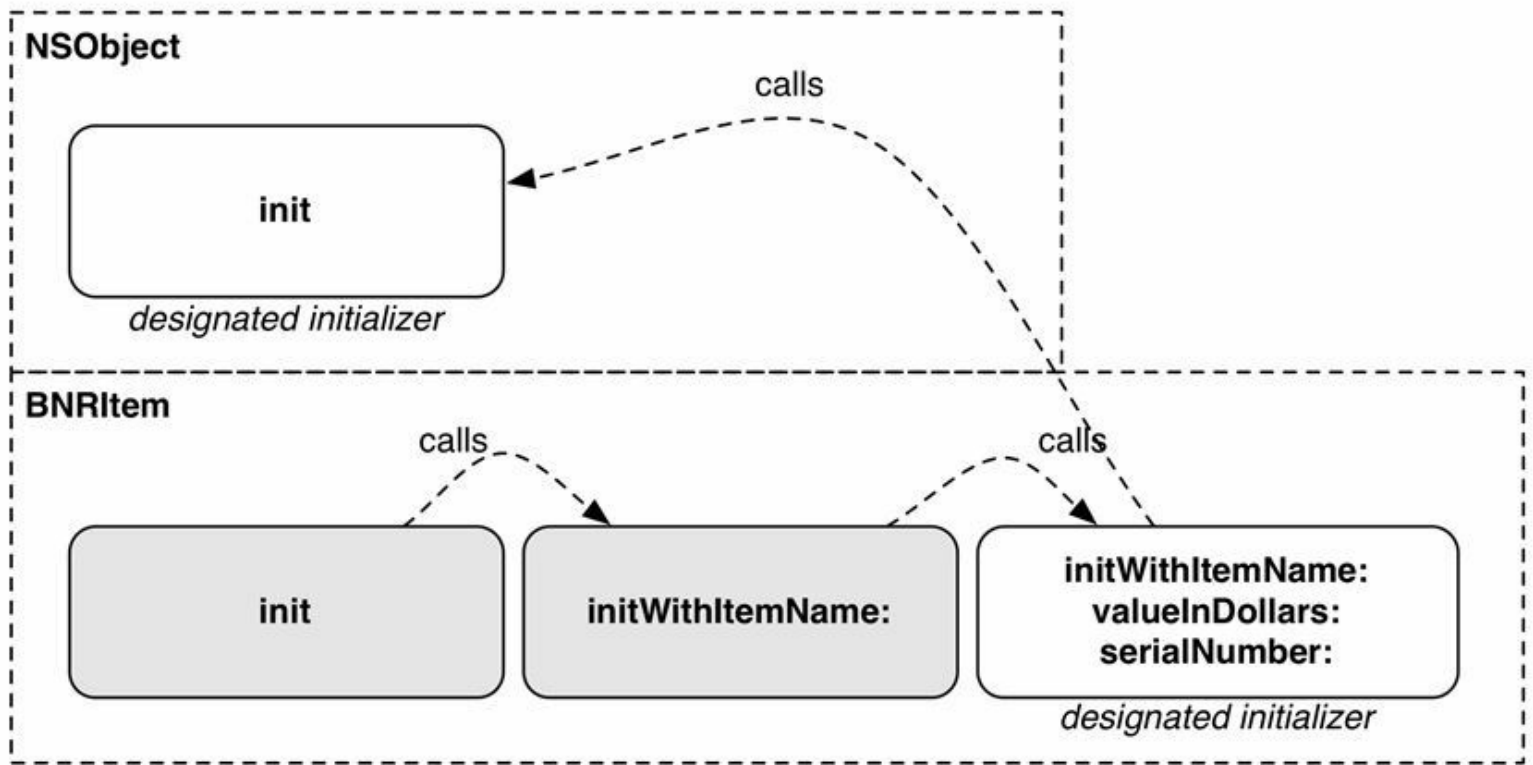 NSObject
calls
init
designated initializer
BNRItem
calls
calls
init
initWithItemName:
initWithItemName:
valueInDollars:
serialNumber:
designated initializer